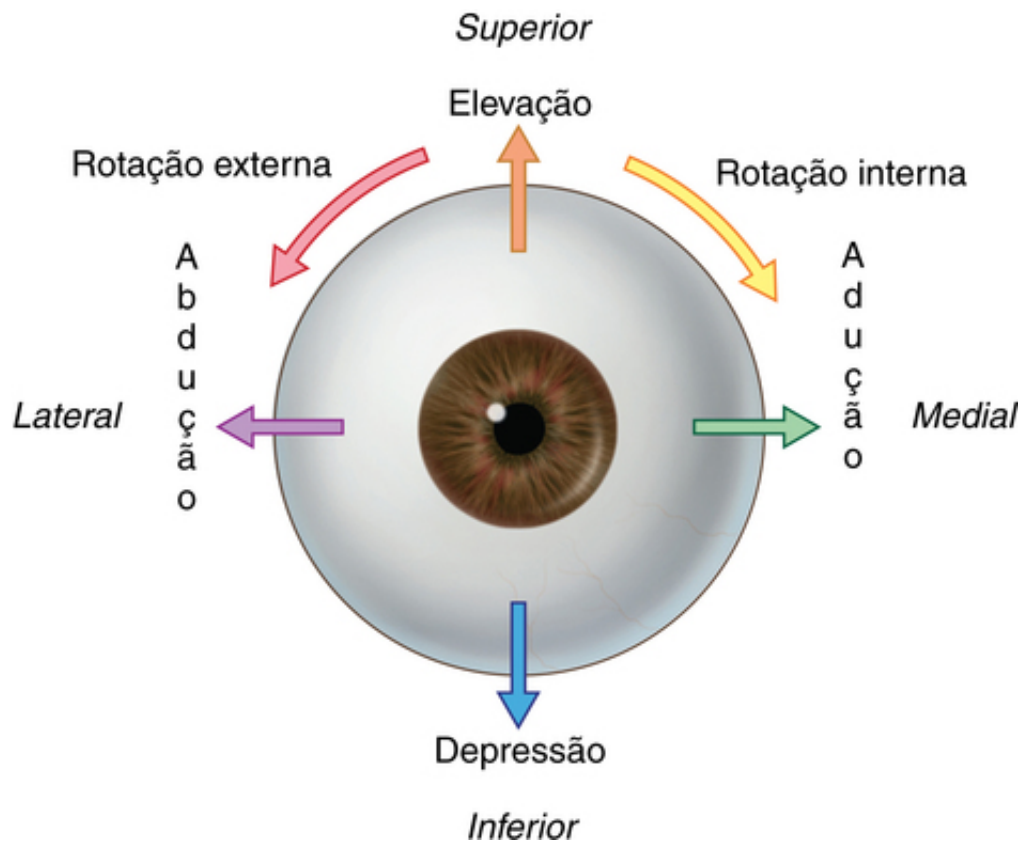 Superior
Elevação
Rotação externa
Rotação interna
Abdução
Adução
Lateral
Medial
Depressão
Inferior